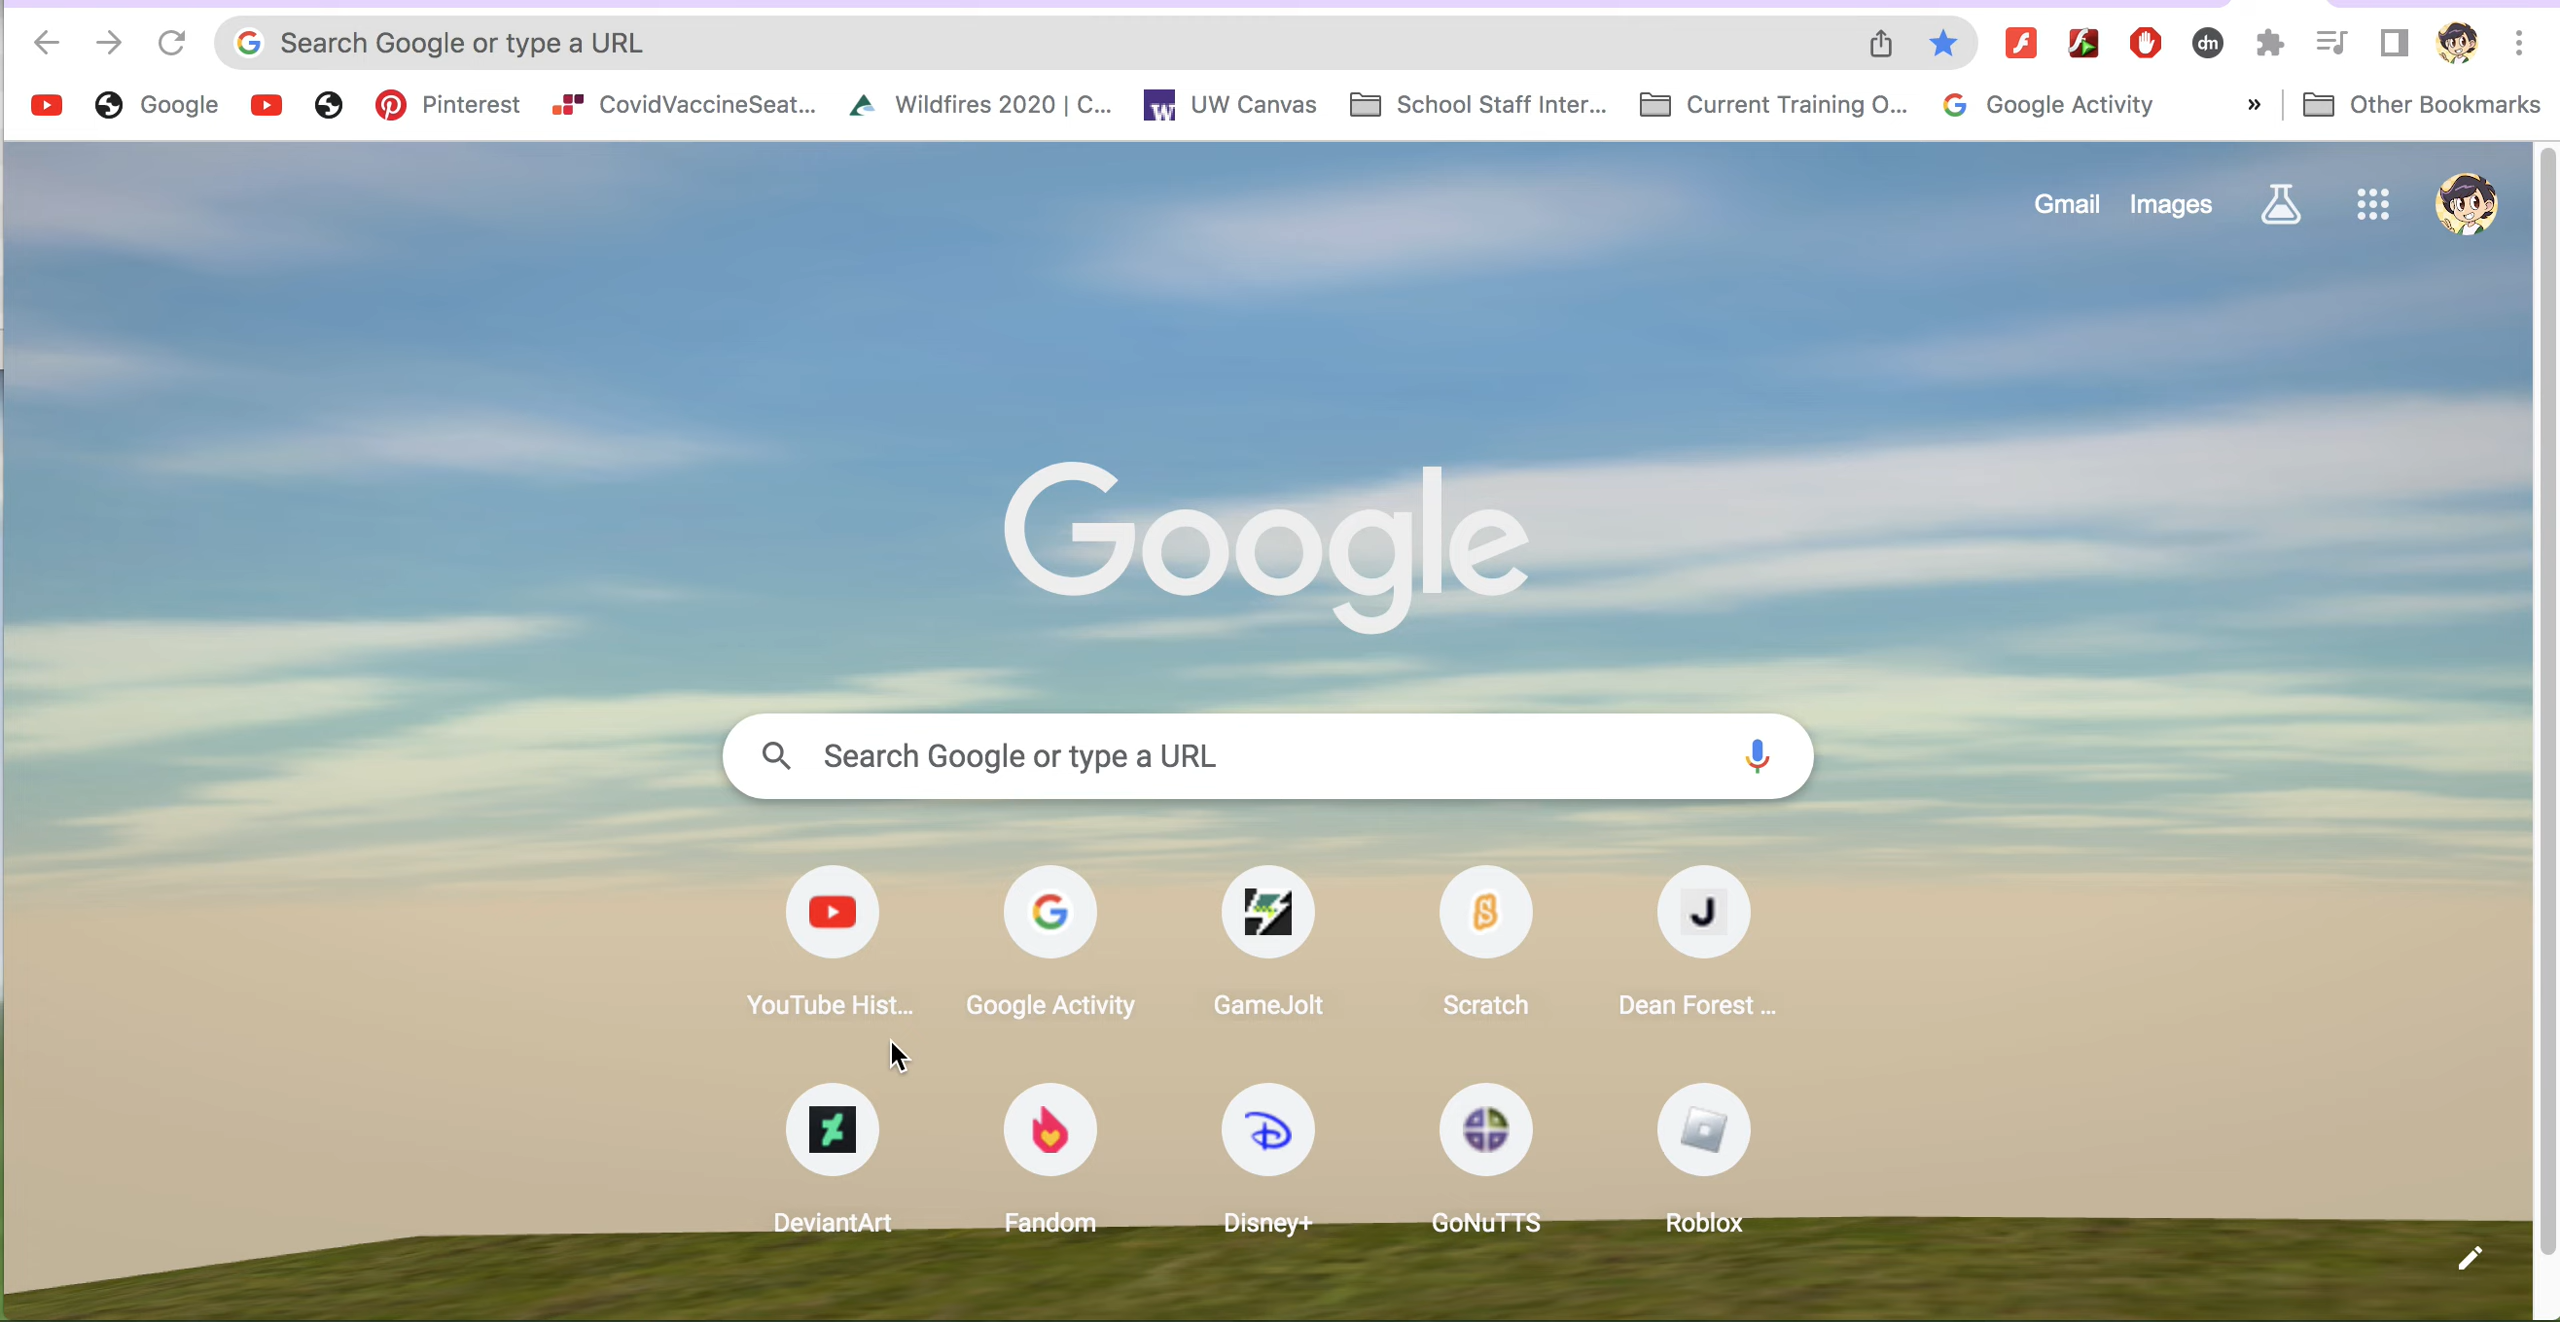 Search Google or type a URL
Google Pinterest CovidVaccineSeat... Wildfires 2020 | C... UW Canvas School Staff Inter... Current Training O... Google Activity » Other Bookmarks
Gmail Images
Google
Search Google or type a URL
YouTube Hist... Google Activity GameJolt Scratch Dean Forest ...
DeviantArt Fandom Disney+ GoNuTTS Roblox